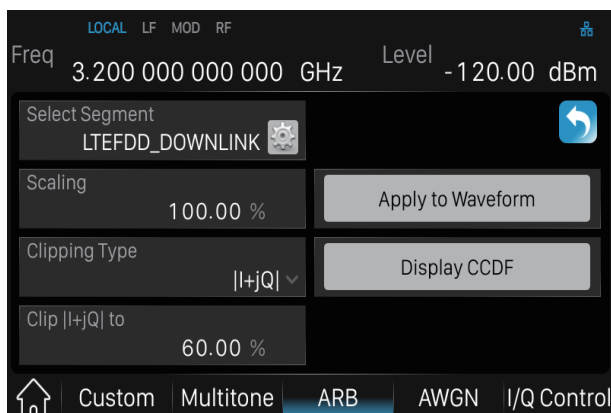 LOCAL LF MOD RF
Freq 3.200 000 000 000 GHz Level -120.00 dBm
Select Segment
LTEFDD_DOWNLINK
Scaling
100.00 %
Apply to Waveform
Clipping Type
|I+jQ|
Display CCDF
Clip |I+jQ| to
60.00 %
Custom Multitone ARB AWGN I/Q Control